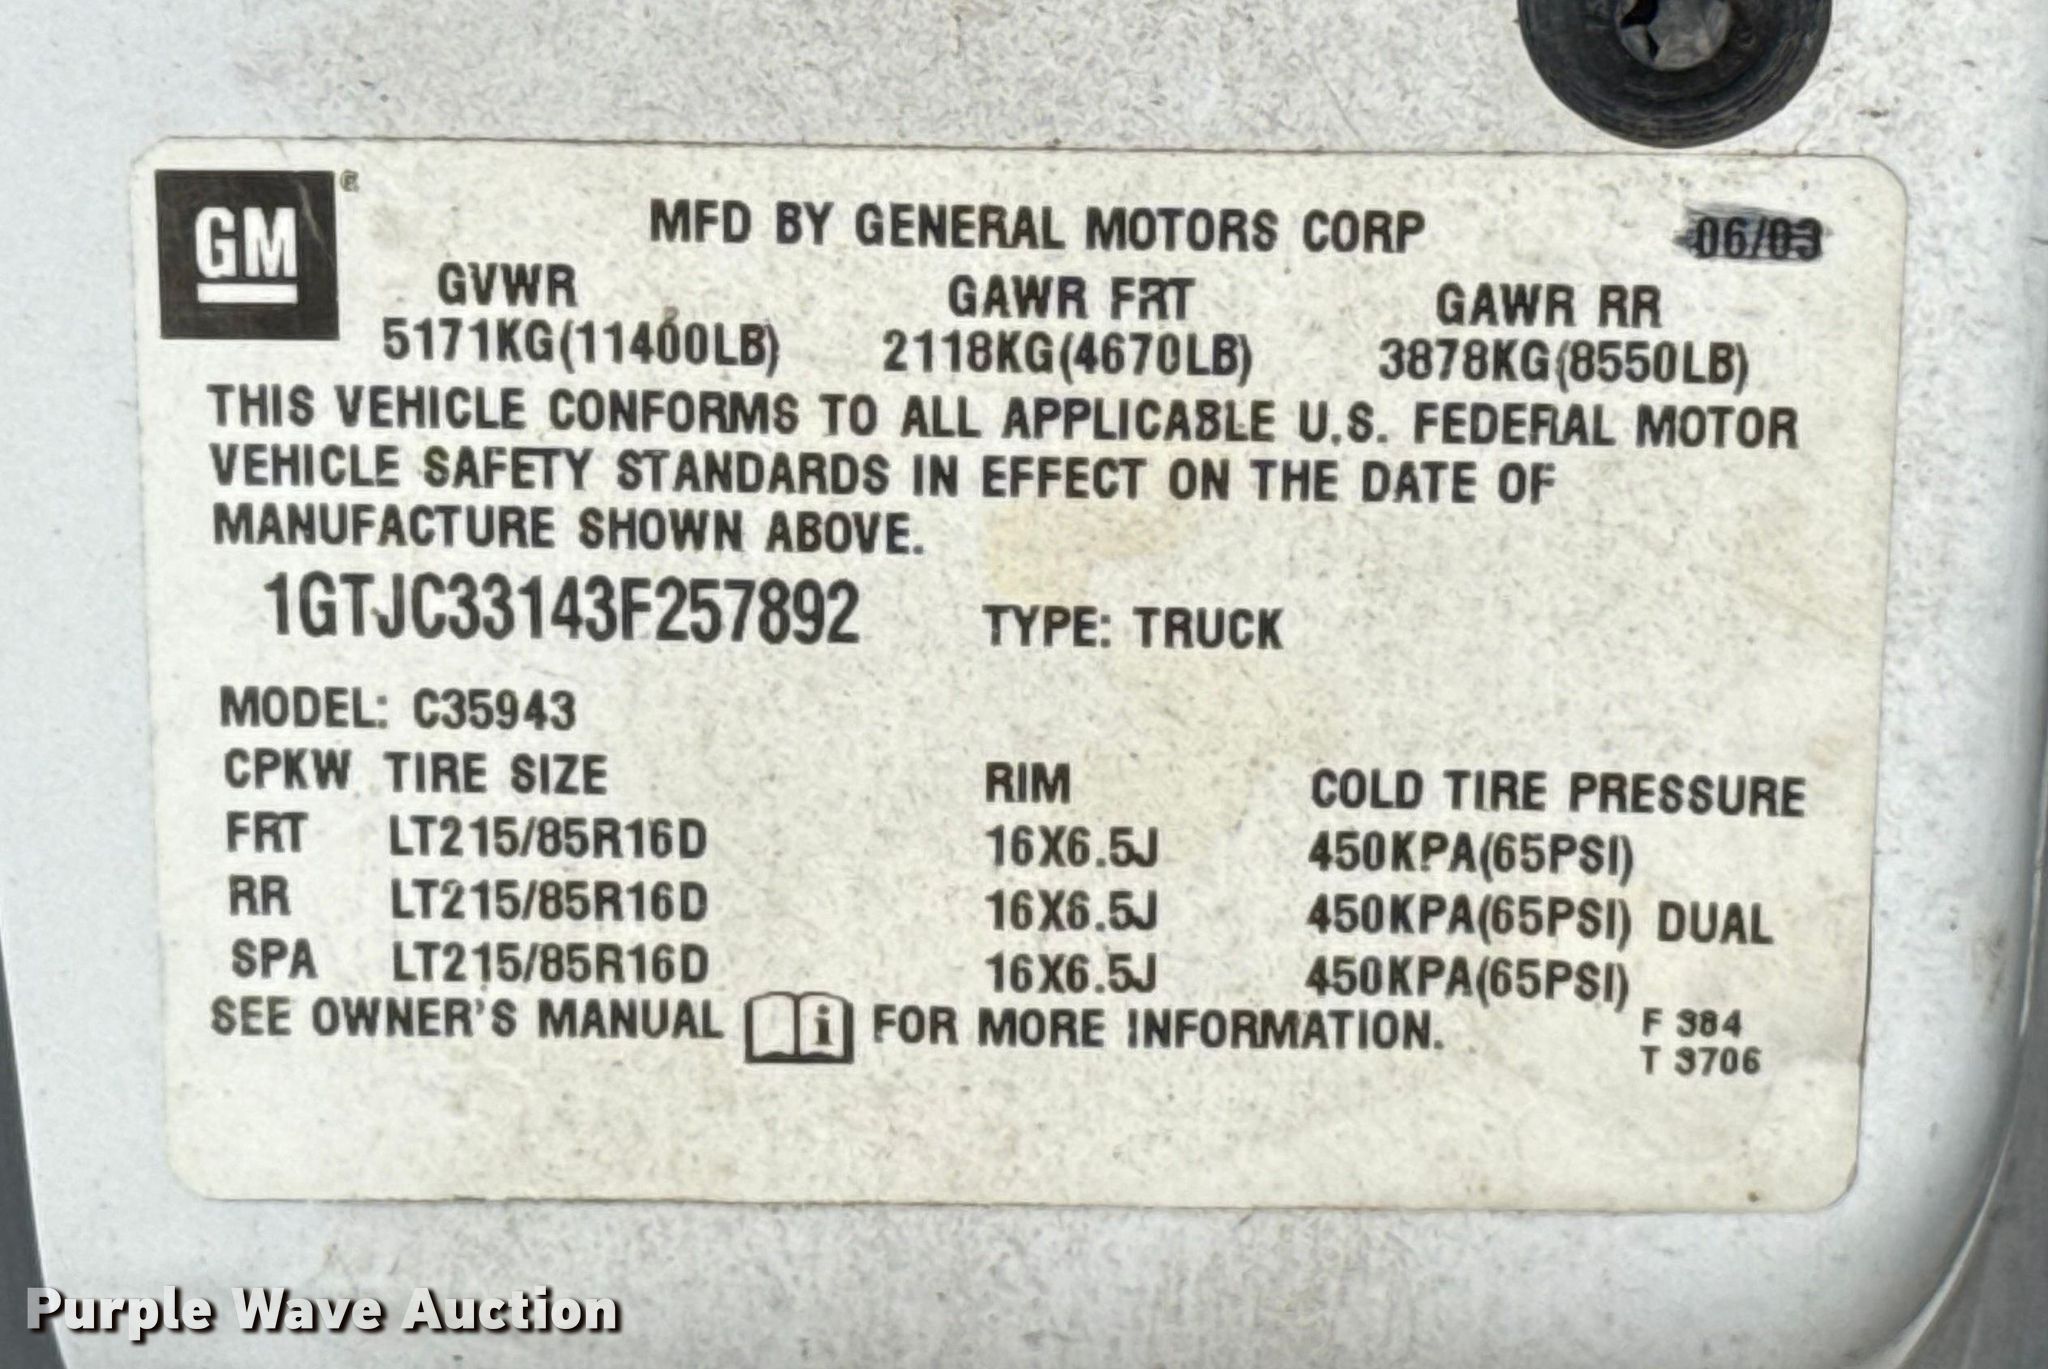 GM
MFD BY GENERAL MOTORS CORP 06/03
GVWR GAWR FRT GAWR RR
5171KG(11400LB) 2118KG(4670LB) 3878KG(8550LB)
THIS VEHICLE CONFORMS TO ALL APPLICABLE U.S. FEDERAL MOTOR
VEHICLE SAFETY STANDARDS IN EFFECT ON THE DATE OF
MANUFACTURE SHOWN ABOVE.
1GTJC33143F257892 TYPE: TRUCK
MODEL: C35943
CPKW TIRE SIZE RIM COLD TIRE PRESSURE
FRT LT215/85R16D 16X6.5J 450KPA(65PSI)
RR LT215/85R16D 16X6.5J 450KPA(65PSI) DUAL
SPA LT215/85R16D 16X6.5J 450KPA(65PSI)
SEE OWNER'S MANUAL i FOR MORE INFORMATION.
F 384
T 3706
Purple Wave Auction